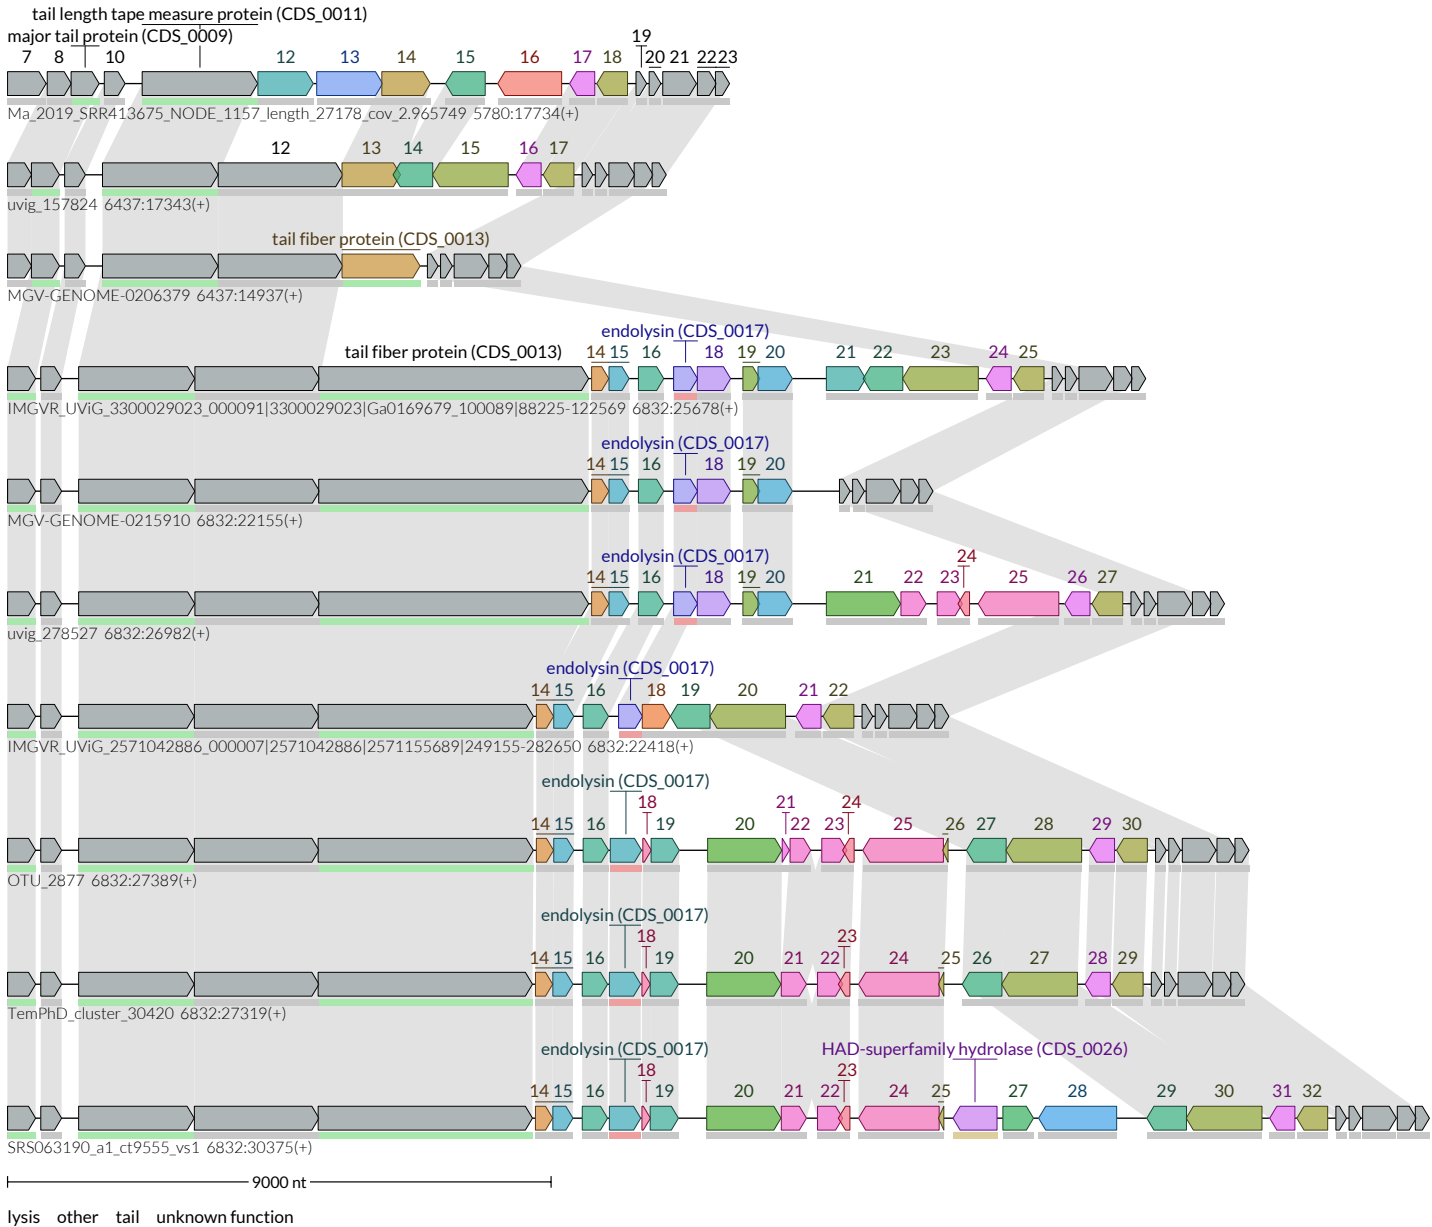 tail length tape measure protein (CDS_0011)
major tail protein (CDS_0009) 19
7 8 10 12 13 14 15 16 17 18 20 21 22 23
Ma_2019_SRR413675_NODE_1157_length_27178_cov_2.965749 5780:17734(+)
12 13 14 15 16 17
uvig_157824 6437:17343(+)
tail fiber protein (CDS_0013)
MGV-GENOME-0206379 6437:14937(+)
endolysin (CDS_0017)
tail fiber protein (CDS_0013) 14 15 16 18 19 20 21 22 23 24 25
IMGVR_UViG_3300029023_000091|3300029023|Ga0169679_100089|88225-122569 6832:25678(+)
endolysin (CDS_0017)
14 15 16 18 19 20
MGV-GENOME-0215910 6832:22155(+)
endolysin (CDS_0017) 24
14 15 16 18 19 20 21 22 23 25 26 27
uvig_278527 6832:26982(+)
endolysin (CDS_0017)
14 15 16 18 19 20 21 22
IMGVR_UViG_2571042886_000007|2571042886|2571155689|249155-282650 6832:22418(+)
endolysin (CDS_0017)
18 21 24
14 15 16 19 20 22 23 25 26 27 28 29 30
OTU_2877 6832:27389(+)
endolysin (CDS_0017)
18 23
14 15 16 19 20 21 22 24 25 26 27 28 29
TemPhD_cluster_30420 6832:27319(+)
endolysin (CDS_0017) HAD-superfamily hydrolase (CDS_0026)
18 23
14 15 16 19 20 21 22 24 25 27 28 29 30 31 32
SRS063190_a1_ct9555_vs1 6832:30375(+)
9000 nt
lysis other tail unknown function